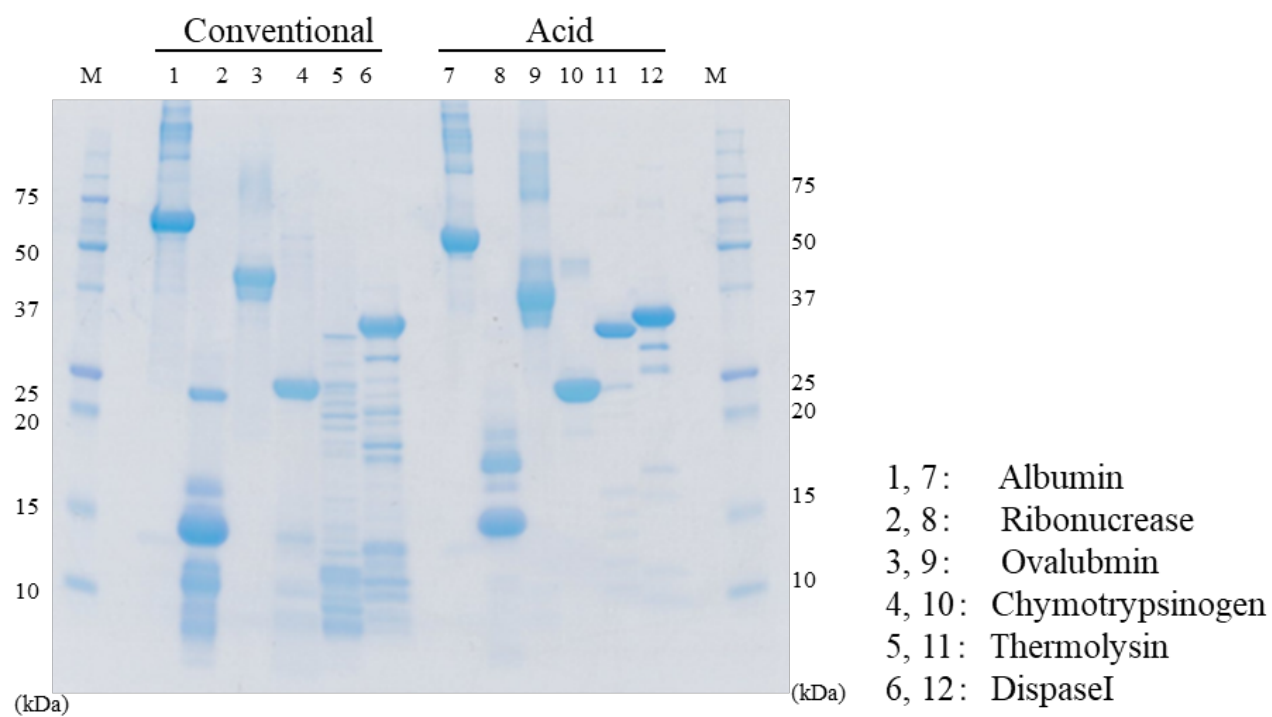 Conventional Acid
M 1 2 3 4 5 6 7 8 9 10 11 12 M
75 75
50 50
37 37
25 25
20 20
15 15
10 10
(kDa) (kDa)
1, 7: Albumin
2, 8: Ribonucrease
3, 9: Ovalubmin
4, 10: Chymotrypsinogen
5, 11: Thermolysin
6, 12: DispaseI